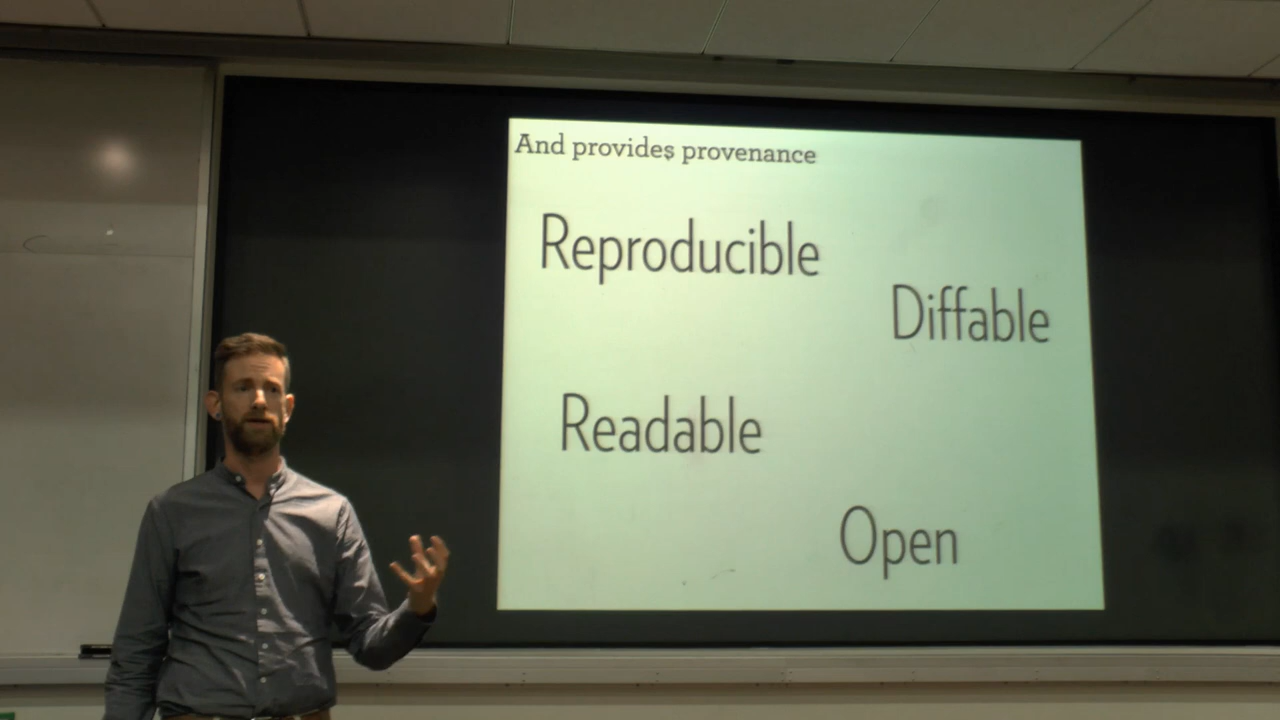 And provides provenance
Reproducible
Diffable
Readable
Open